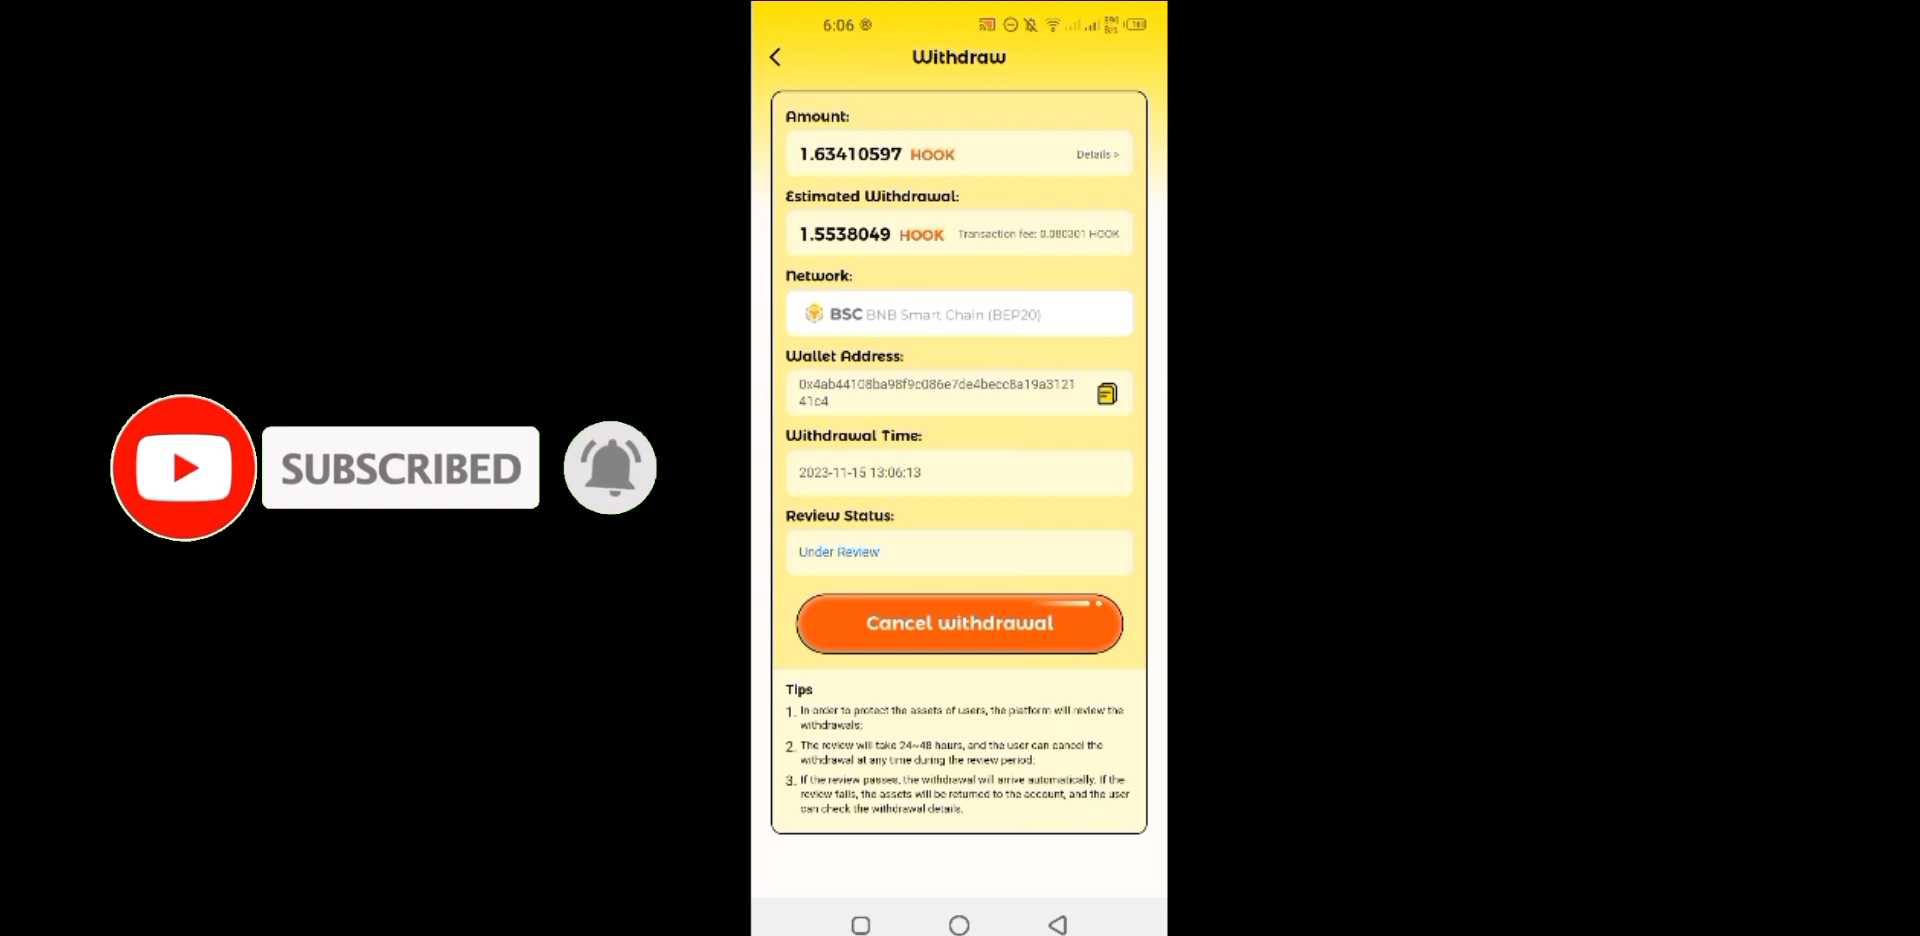 6:06
Withdraw
Amount:
1.63410597 HOOK
Details >
Estimated Withdrawal:
1.5538049 HOOK
Transaction fee: 0.080301 HOOK
Network:
BSC BNB Smart Chain (BEP20)
Wallet Address:
0x4ab44108ba98f9c086e7de4becc8a19a3121
41c4
Withdrawal Time:
2023-11-15 13:06:13
SUBSCRIBED
Review Status:
Under Review
Cancel withdrawal
Tips
1. In order to protect the assets of users, the platform will review the
withdrawals;
2. The review will take 24~48 hours, and the user can cancel the
withdrawal at any time during the review period;
3. If the review passes, the withdrawal will arrive automatically. If the
review fails, the assets will be returned to the account, and the user
can check the withdrawal details.